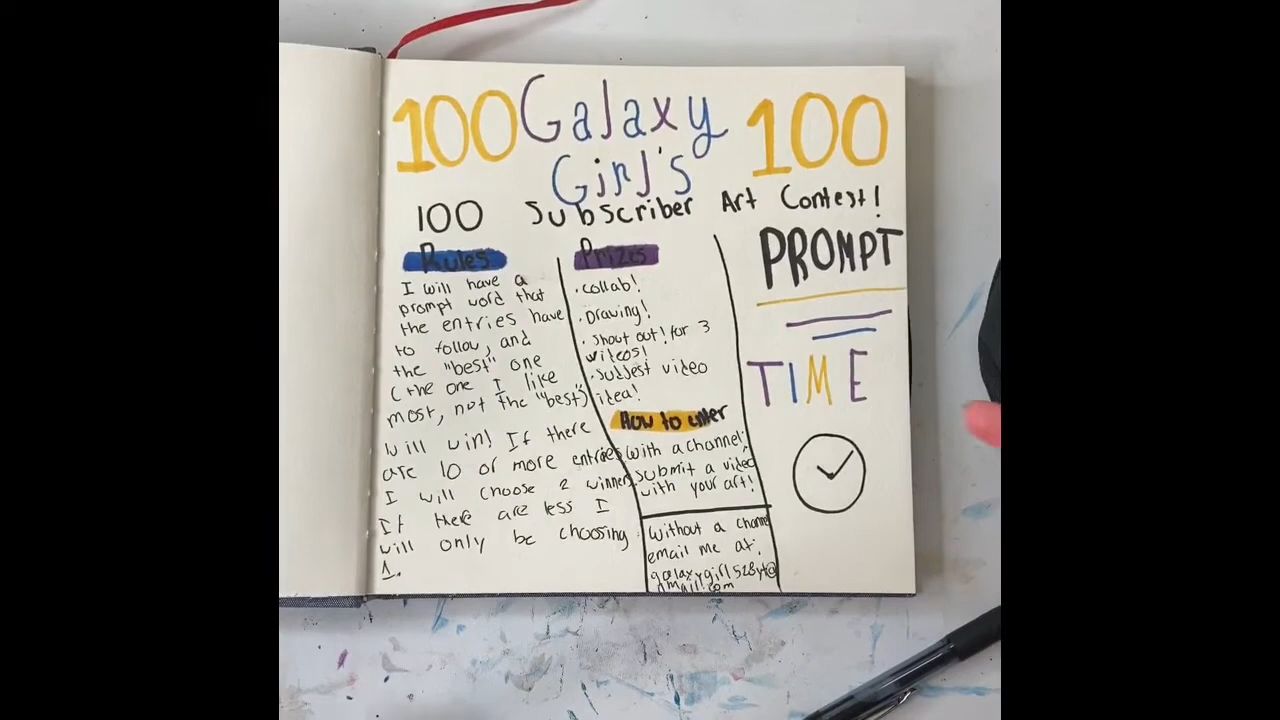 100 Galaxy 100
Girl's
100 Subscriber Art Contest!
Rules
I will have a
prompt word that
the entries have
to follow, and
the "best" one
(the one I like
most, not the "best")
will win! If there
are 10 or more entries
I will choose 2 winners
If there are less I
will only be choosing
1.
Prizes
· collab!
· Drawing!
· Shout out! for 3
videos!
· Suggest video
idea!
How to enter
With a channel;
Submit a video
with your art!
Without a channel
email me at;
galaxygirl528yt@
gmail.com
PROMPT
TIME